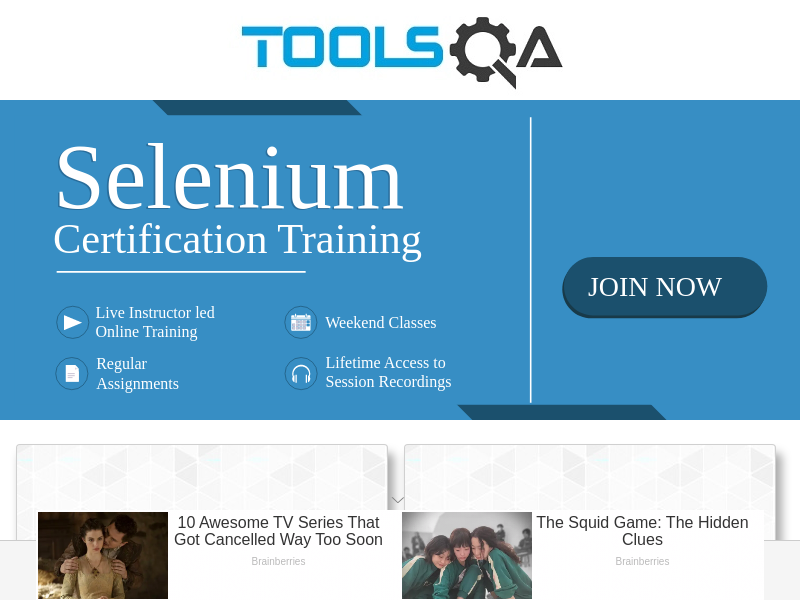 TOOLSQA
Selenium
Certification Training
Live Instructor led
Online Training
Weekend Classes
Regular
Assignments
Lifetime Access to
Session Recordings
JOIN NOW
10 Awesome TV Series That
Got Cancelled Way Too Soon
Brainberries
The Squid Game: The Hidden
Clues
Brainberries